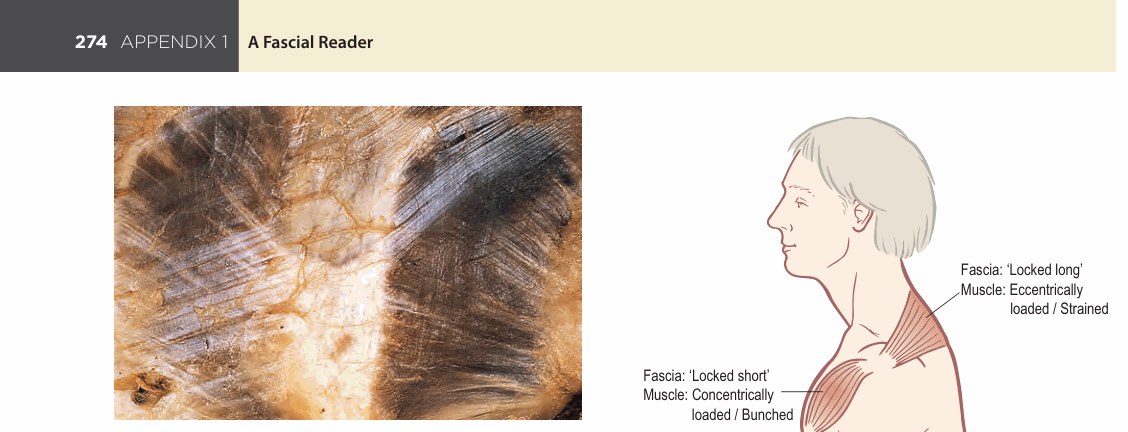 274 APPENDIX 1 A Fascial Reader
Fascia: ‘Locked long’
Muscle: Eccentrically
loaded / Strained
Fascia: ‘Locked short’
Muscle: Concentrically
loaded / Bunched